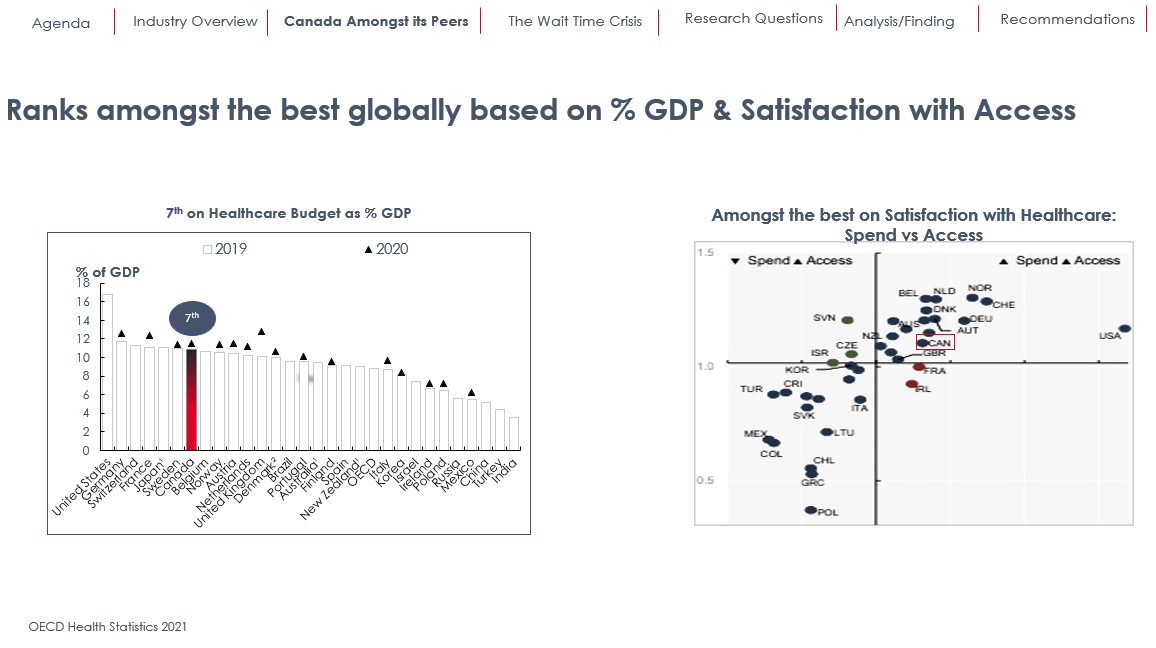 Agenda
Industry Overview
Canada Amongst its Peers
The Wait Time Crisis
Research Questions
Analysis/Finding
Recommendations
Ranks amongst the best globally based on % GDP & Satisfaction with Access
7th on Healthcare Budget as % GDP
2019
2020
% of GDP
18
16
14
12
10
8
6
4
2
0
7th
United States
Germany
Switzerland
France
Japan¹
Sweden
Canada
Belgium
Norway
Austria
Netherlands
United Kingdom
Denmark²
Brazil
Portugal
Australia¹
Finland
Spain
New Zealand¹
OECD
Italy
Korea
Israel
Ireland
Poland
Russia
Mexico
China
Turkey
India
Amongst the best on Satisfaction with Healthcare:
Spend vs Access
1.5
▼ Spend ▲ Access
▲ Spend ▲ Access
BEL
NLD
NOR
CHE
DNK
SVN
AUS
DEU
AUT
USA
NZL
CAN
CZE
GBR
ISR
1.0
KOR
FRA
TUR
CRI
IRL
SVK
ITA
MEX
LTU
COL
CHL
0.5
GRC
POL
OECD Health Statistics 2021